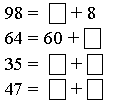 98 = □ + 8
64 = 60 + □
35 = □ + □
47 = □ + □